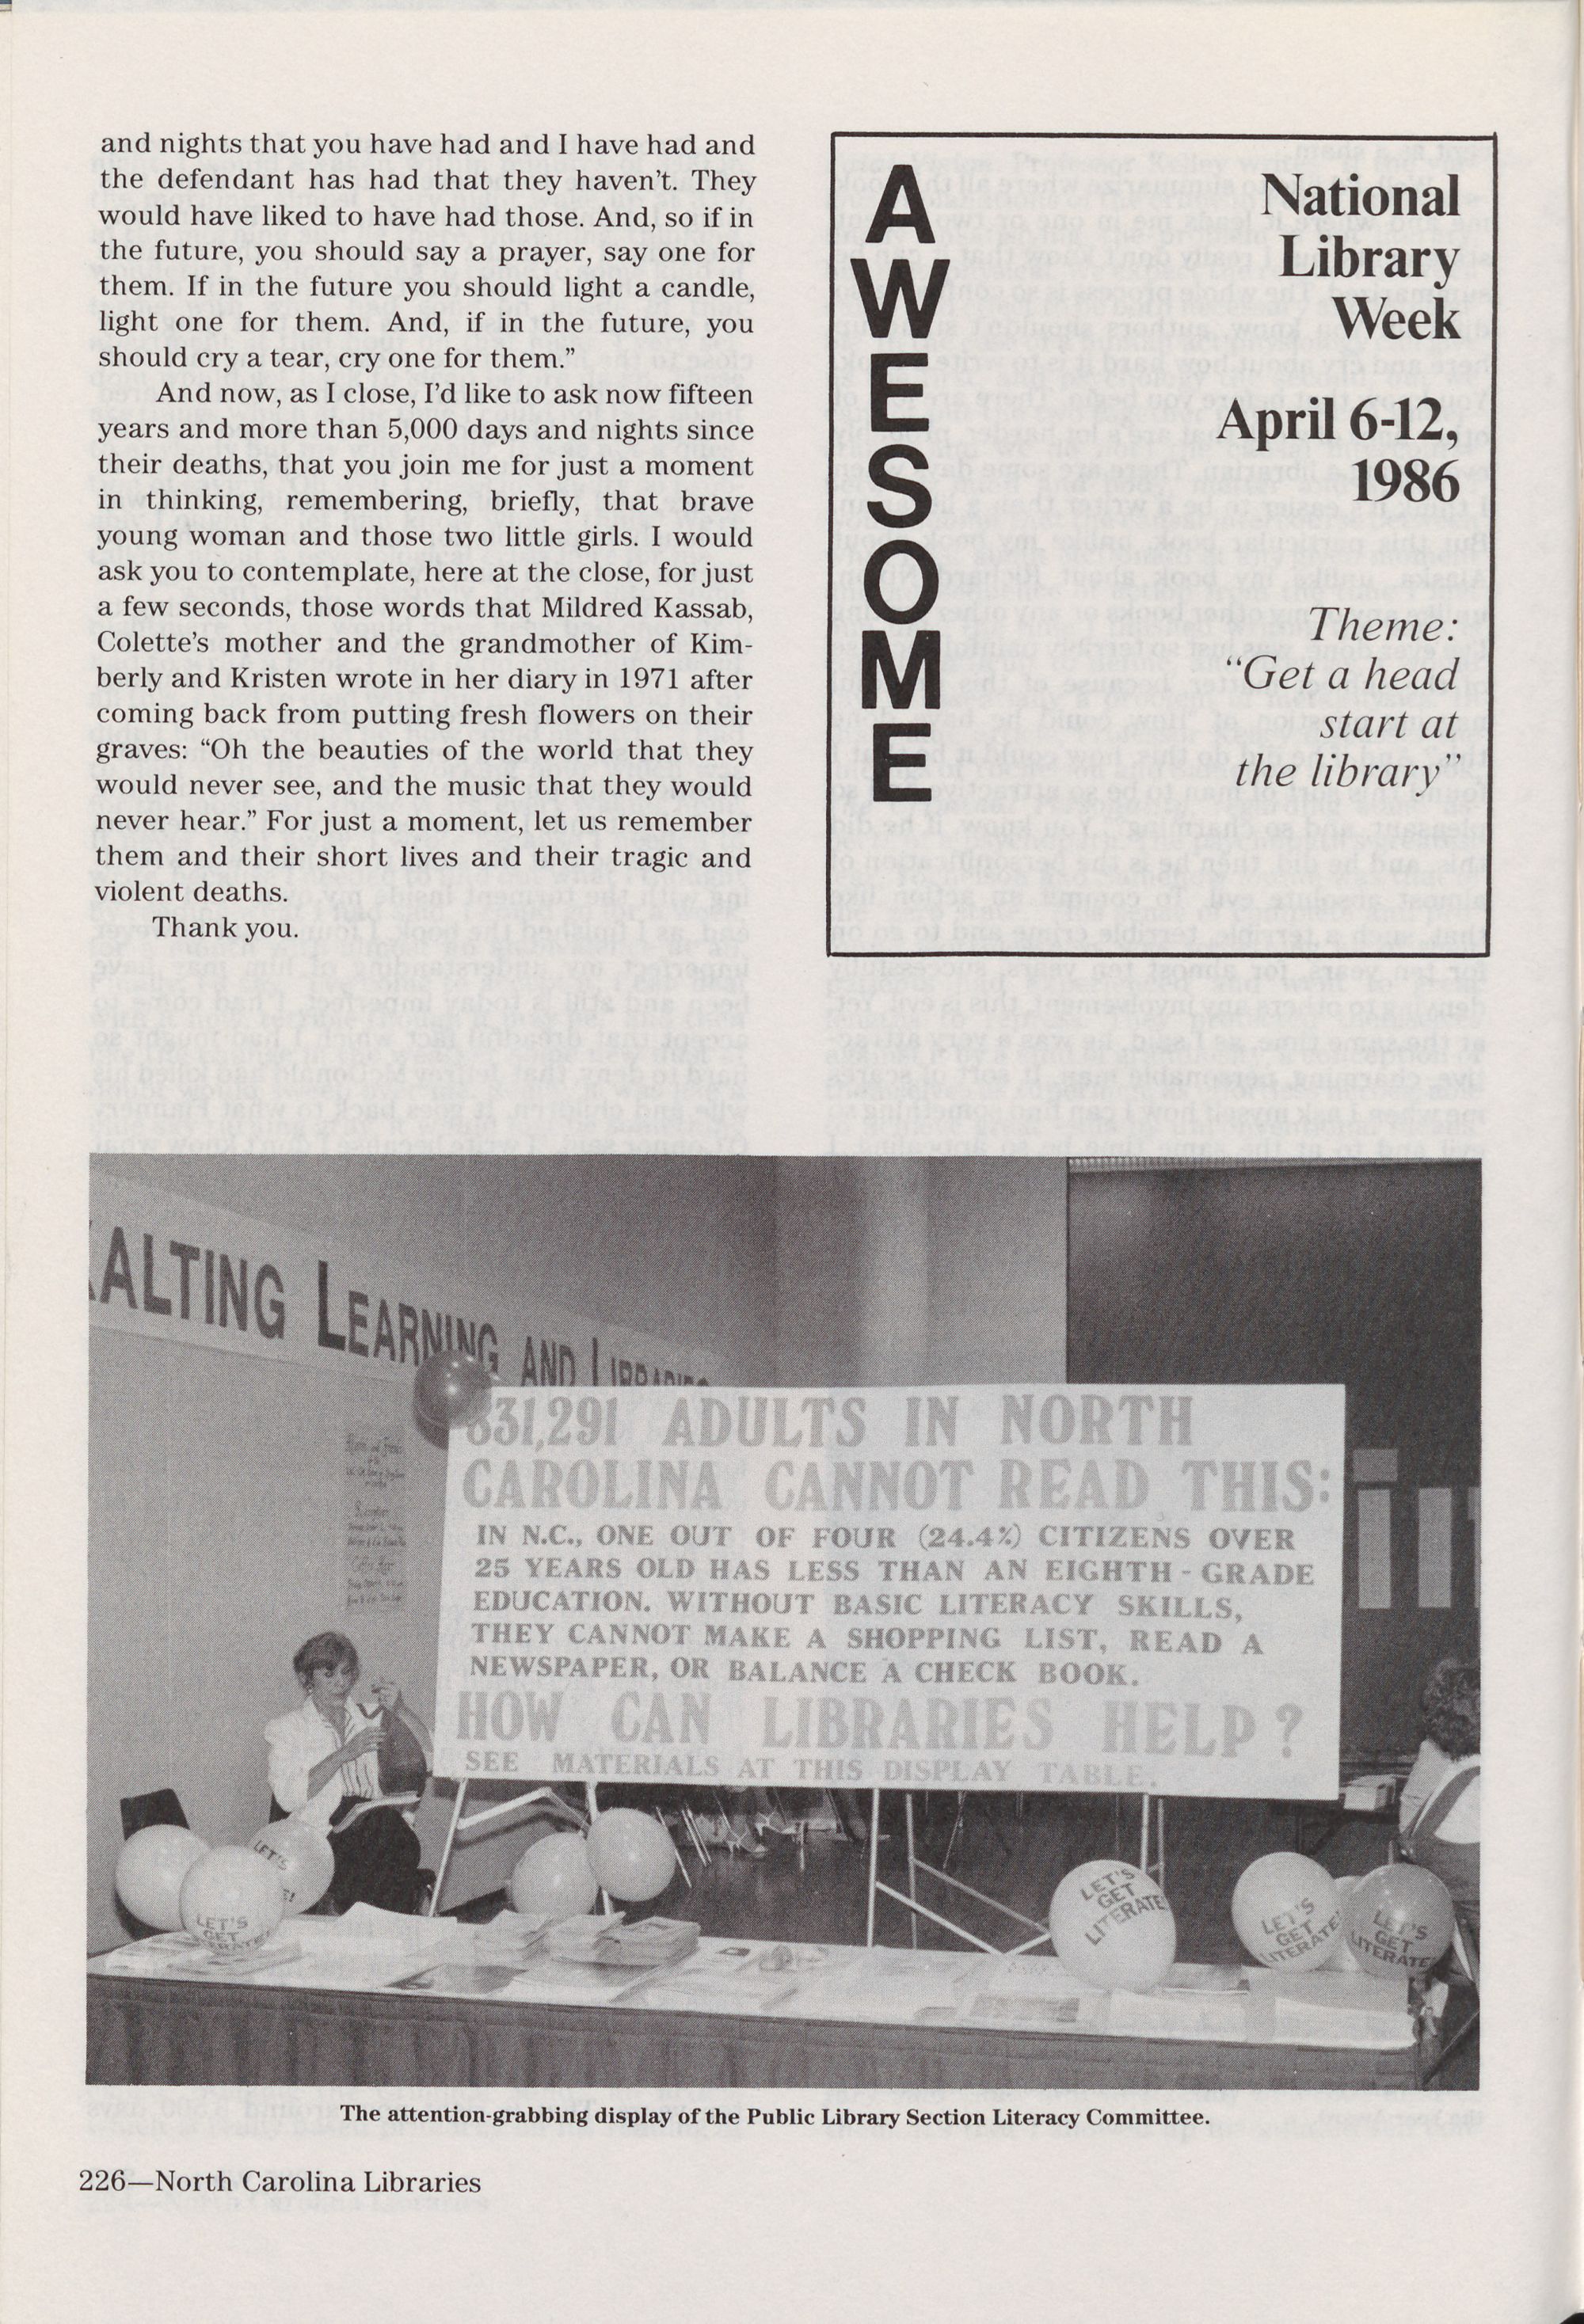 and nights that you have had and I have had and
the defendant has had that they haven't. They
would have liked to have had those. And, so if in
the future, you should say a prayer, say one for
them. If in the future you should light a candle,
light one for them. And, if in the future, you
should cry a tear, cry one for them.”
And now, as I close, I'd like to ask now fifteen
years and more than 5,000 days and nights since
their deaths, that you join me for just a moment
in thinking, remembering, briefly, that brave
young woman and those two little girls. I would
ask you to contemplate, here at the close, for just
a few seconds, those words that Mildred Kassab,
Colette's mother and the grandmother of Kim-
berly and Kristen wrote in her diary in 1971 after
coming back from putting fresh flowers on their
graves: “Oh the beauties of the world that they
would never see, and the music that they would
never hear.” For just a moment, let us remember
them and their short lives and their tragic and
violent deaths.
Thank you.
AWESOME
National
Library
Week
April 6-12,
1986
Theme:
“Get a head
start at
the library”
ALTING LEARNING AND LIBRARIES
831,291 ADULTS IN NORTH
CAROLINA CANNOT READ THIS:
IN N.C., ONE OUT OF FOUR (24.4%) CITIZENS OVER
25 YEARS OLD HAS LESS THAN AN EIGHTH-GRADE
EDUCATION. WITHOUT BASIC LITERACY SKILLS,
THEY CANNOT MAKE A SHOPPING LIST, READ A
NEWSPAPER, OR BALANCE A CHECK BOOK.
HOW CAN LIBRARIES HELP?
SEE MATERIALS AT THIS DISPLAY TABLE.
LET'S
LET'S
GET
LITERATE!
LET'S
GET
LITERATE
LET'S
GET
LITERATE!
LET'S
GET
LITERATE
The attention-grabbing display of the Public Library Section Literacy Committee.
226—North Carolina Libraries